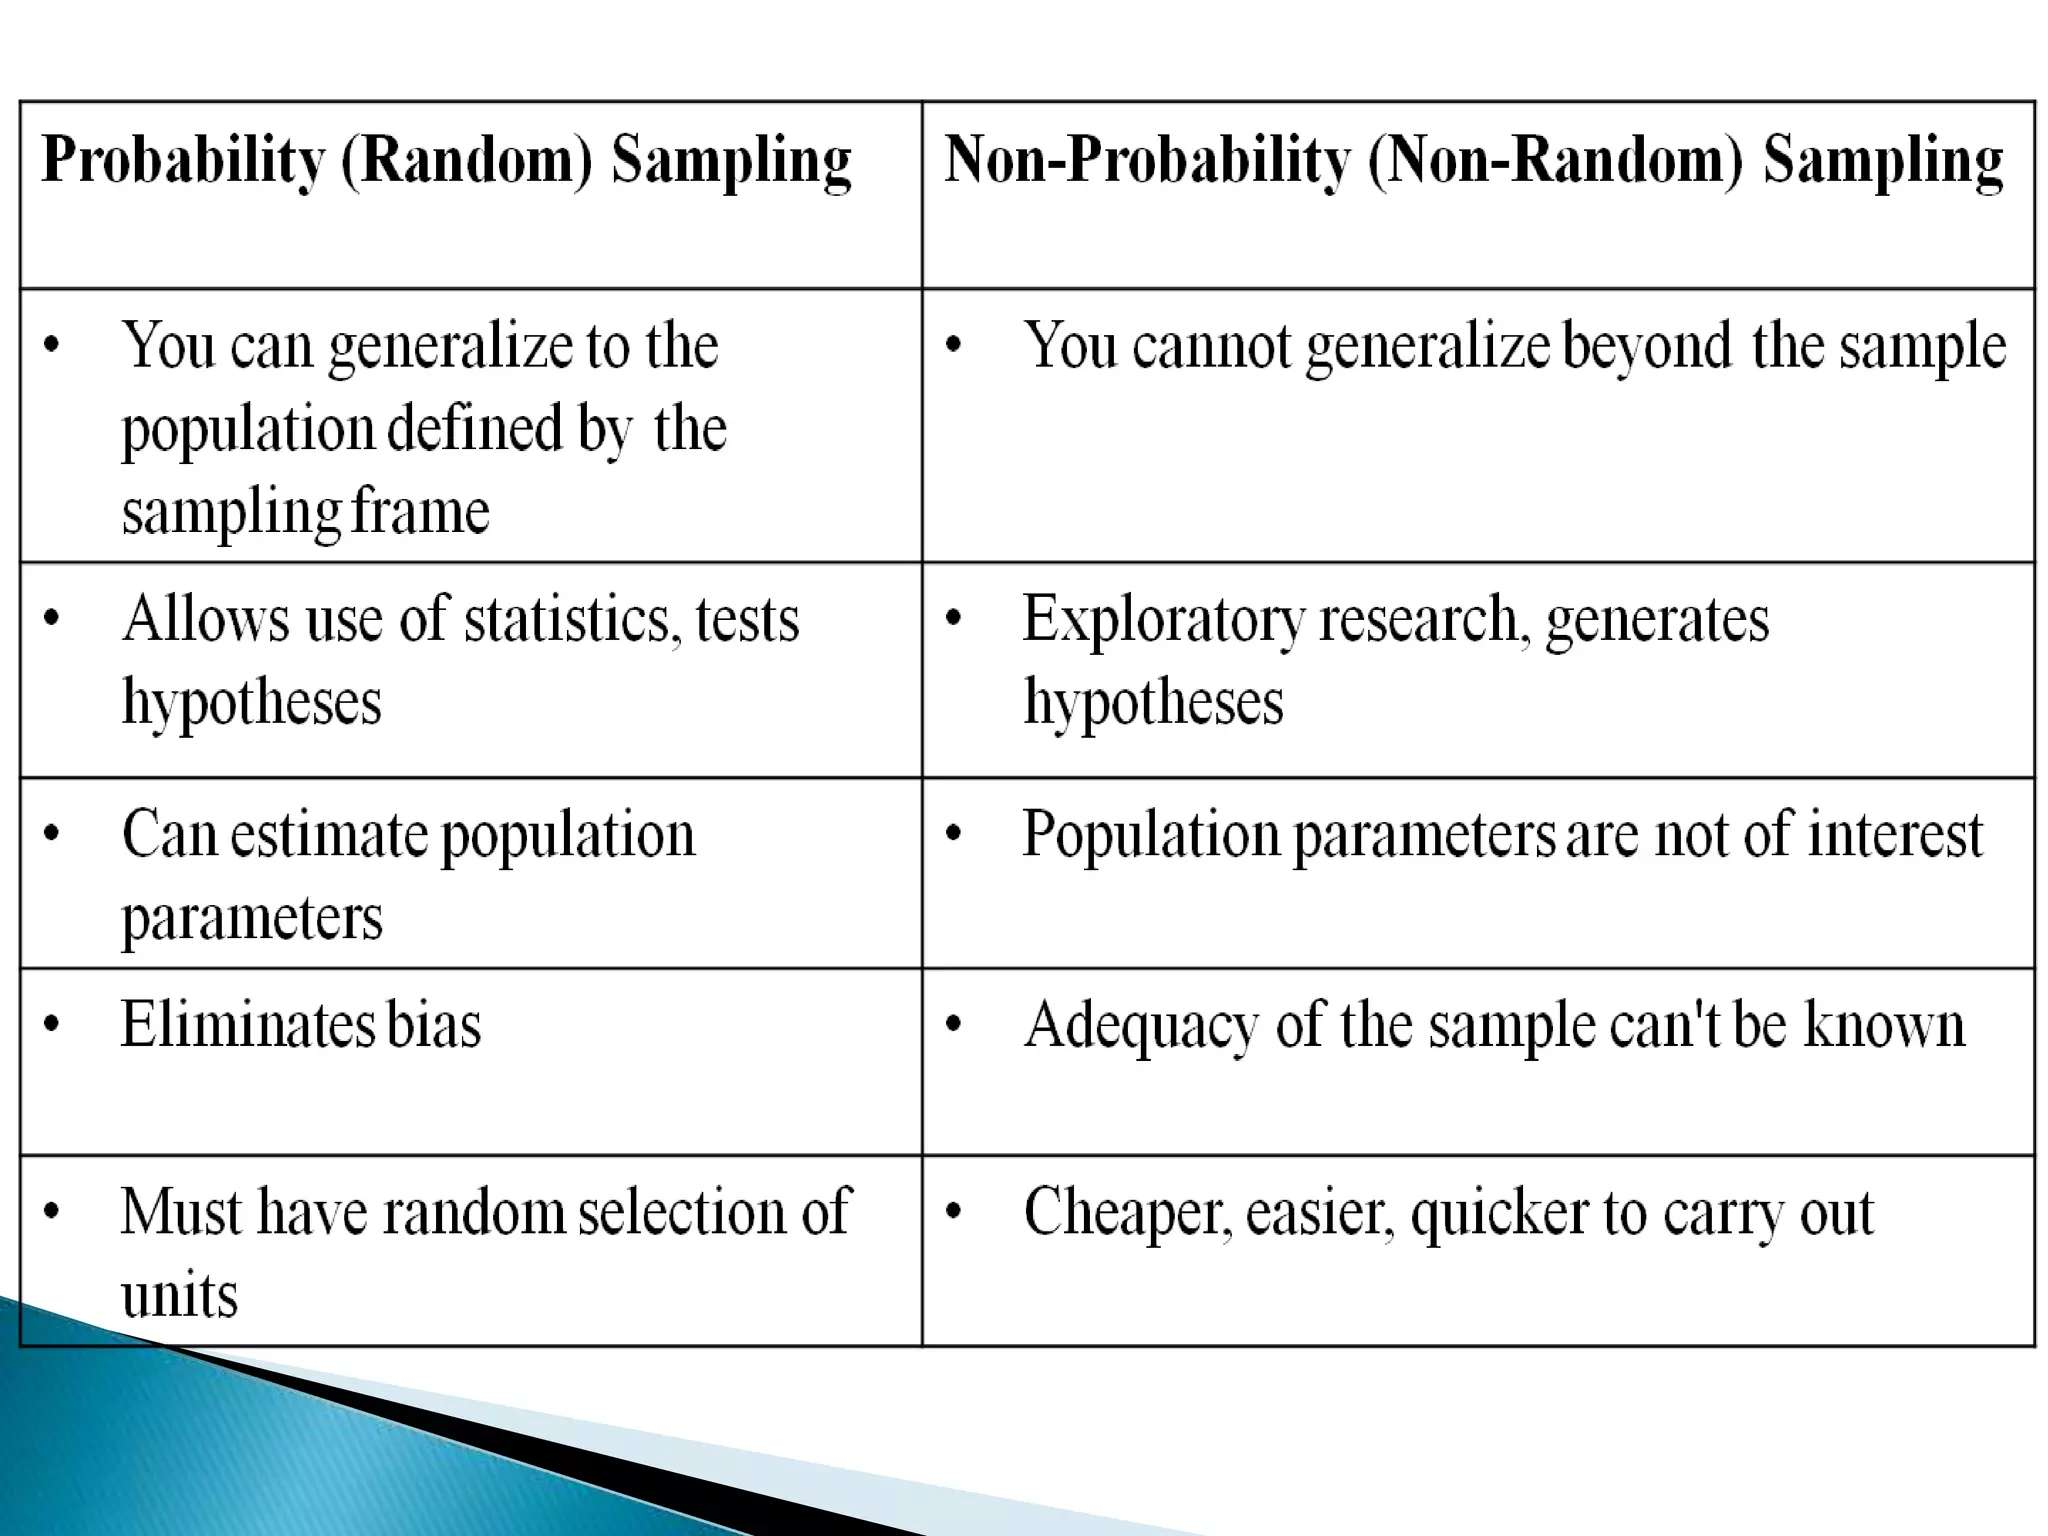 Probability (Random) Sampling
Non-Probability (Non-Random) Sampling
• You can generalize to the
population defined by the
sampling frame
• You cannot generalize beyond the sample
• Allows use of statistics, tests
hypotheses
• Exploratory research, generates
hypotheses
• Can estimate population
parameters
• Population parameters are not of interest
• Eliminates bias
• Adequacy of the sample can't be known
• Must have random selection of
units
• Cheaper, easier, quicker to carry out